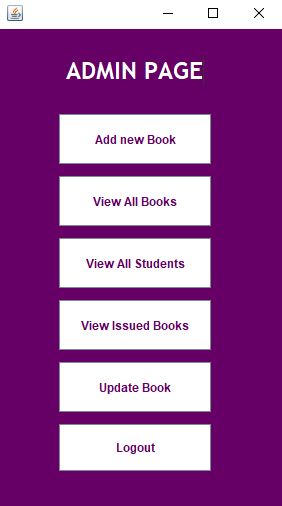 ADMIN PAGE
Add new Book
View All Books
View All Students
View Issued Books
Update Book
Logout